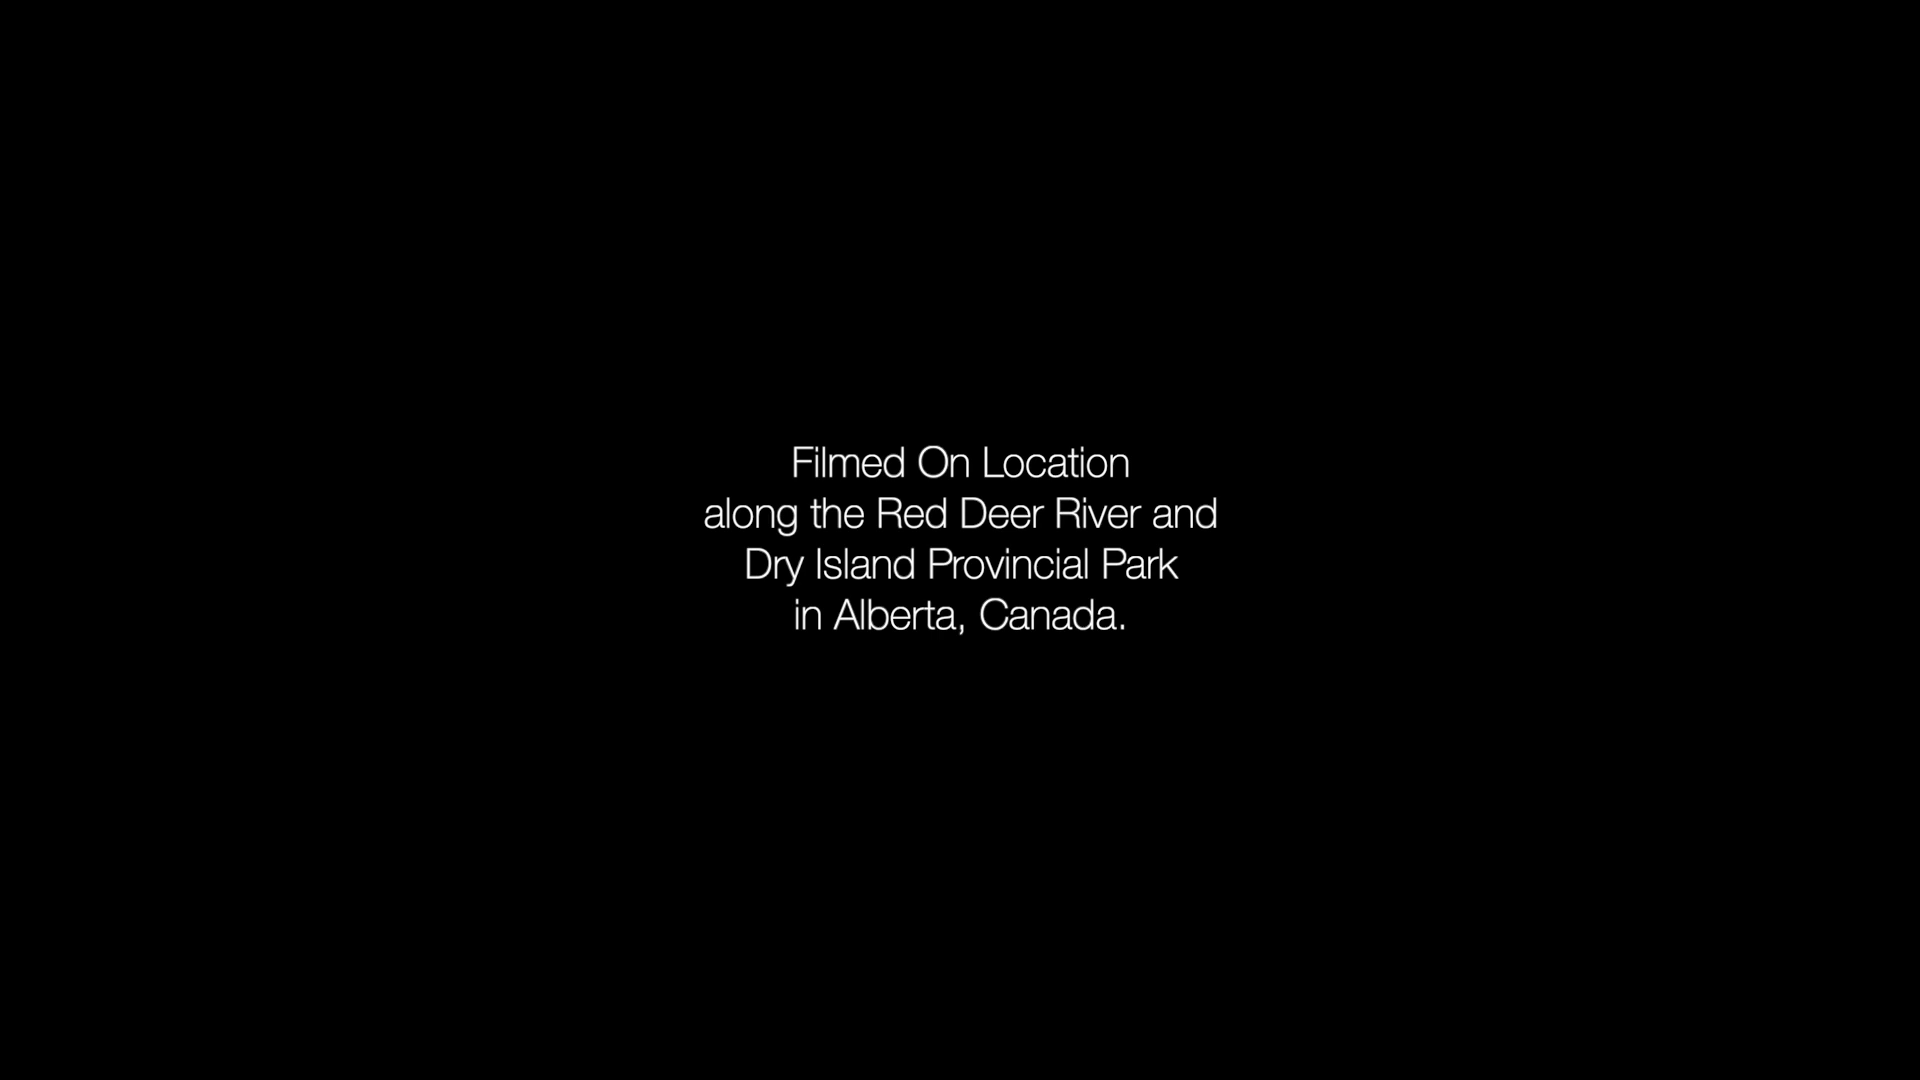 Filmed On Location
along the Red Deer River and
Dry Island Provincial Park
in Alberta, Canada.